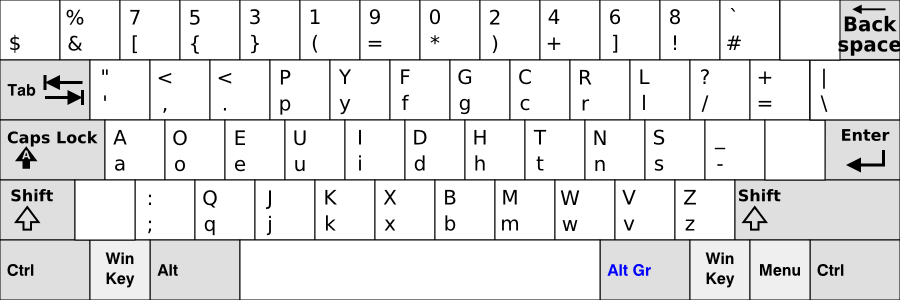 % 7 5 3 1 9 0 2 4 6 8 ` Back
$ & [ { } ( = * ) + ] ! # space
Tab " < < P Y F G C R L ? + |
' , . p y f g c r l / = \
Caps Lock A O E U I D H T N S _ Enter
A a o e u i d h t n s -
Shift : Q J K X B M W V Z Shift
; q j k x b m w v z
Ctrl Win Key Alt Alt Gr Win Key Menu Ctrl